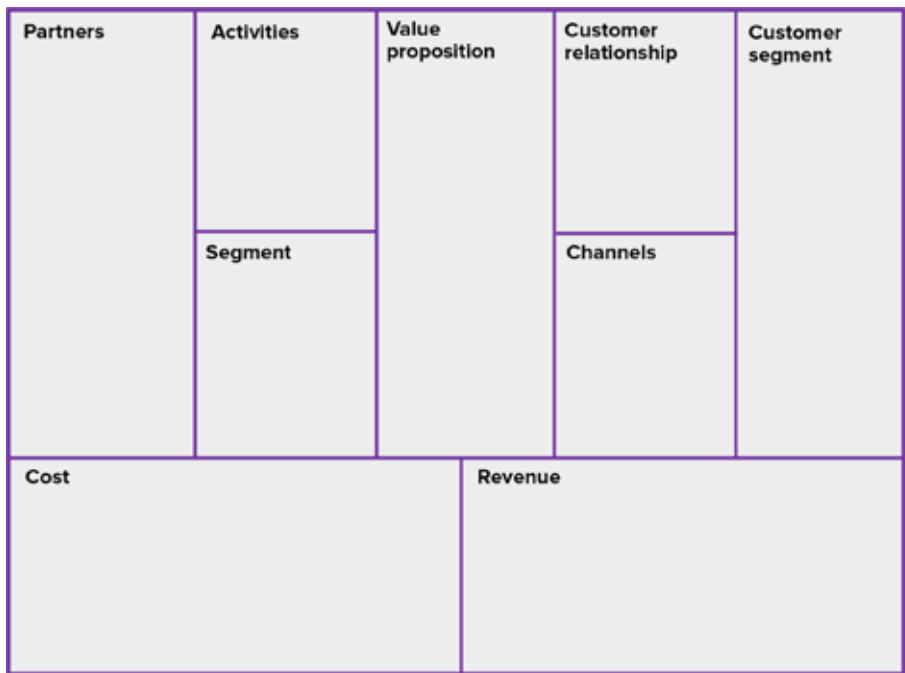 Partners
Activities
Value
proposition
Customer
relationship
Customer
segment
Segment
Channels
Cost
Revenue